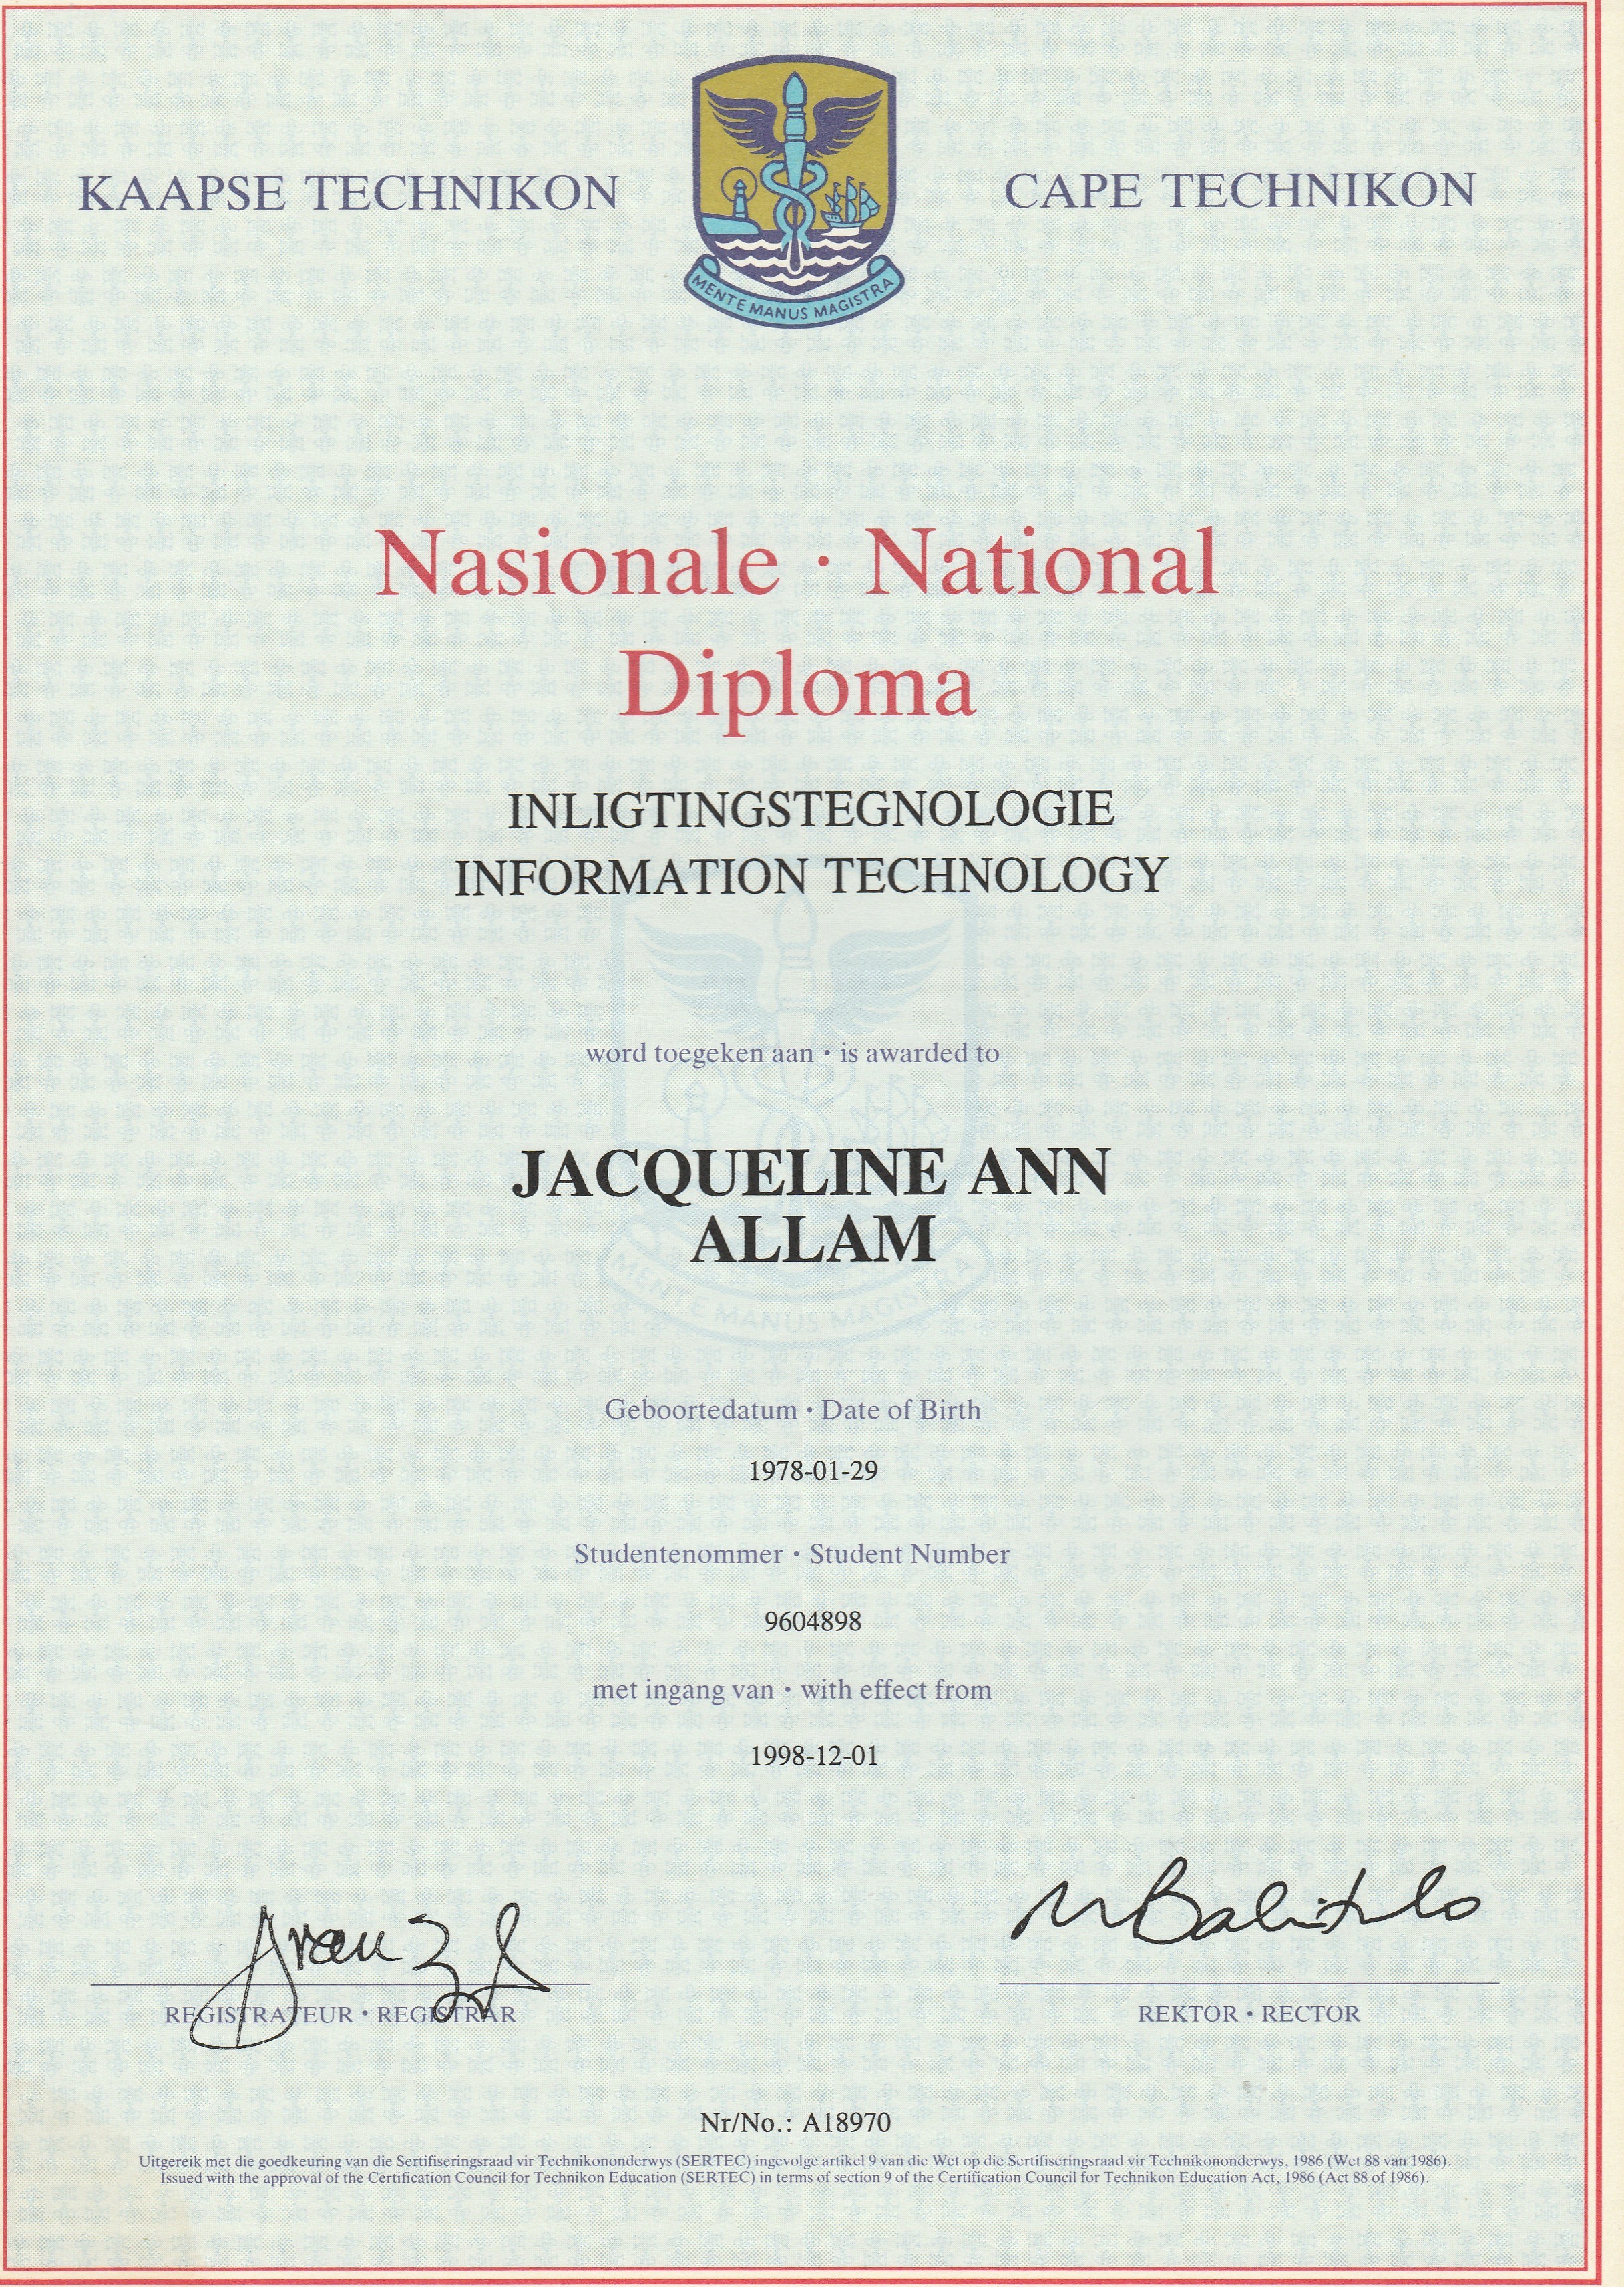 KAAPSE TECHNIKON
CAPE TECHNIKON
MENTE MANUS MAGISTRA
Nasionale · National
Diploma
INLIGTINGSTEGNOLOGIE
INFORMATION TECHNOLOGY
word toegeken aan · is awarded to
JACQUELINE ANN
ALLAM
MENTE MANUS MAGISTRA
Geboortedatum · Date of Birth
1978-01-29
Studentenommer · Student Number
9604898
met ingang van · with effect from
1998-12-01
REGISTRATEUR · REGISTRAR
REKTOR · RECTOR
Nr/No.: A18970
Uitgereik met die goedkeuring van die Sertifiseringsraad vir Technikononderwys (SERTEC) ingevolge artikel 9 van die Wet op die Sertifiseringsraad vir Technikononderwys, 1986 (Wet 88 van 1986).
Issued with the approval of the Certification Council for Technikon Education (SERTEC) in terms of section 9 of the Certification Council for Technikon Education Act, 1986 (Act 88 of 1986).